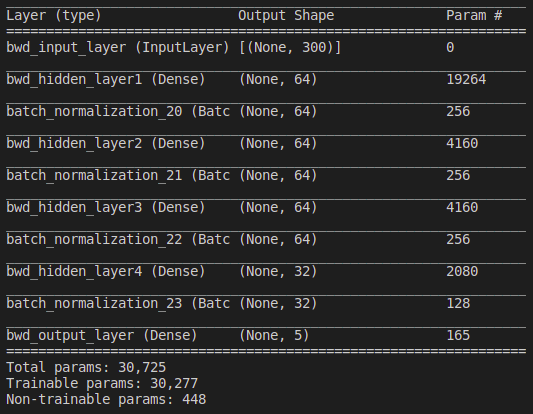 Layer (type) Output Shape Param #
bwd_input_layer (InputLayer) [(None, 300)] 0
bwd_hidden_layer1 (Dense) (None, 64) 19264
batch_normalization_20 (Batc (None, 64) 256
bwd_hidden_layer2 (Dense) (None, 64) 4160
batch_normalization_21 (Batc (None, 64) 256
bwd_hidden_layer3 (Dense) (None, 64) 4160
batch_normalization_22 (Batc (None, 64) 256
bwd_hidden_layer4 (Dense) (None, 32) 2080
batch_normalization_23 (Batc (None, 32) 128
bwd_output_layer (Dense) (None, 5) 165
Total params: 30,725
Trainable params: 30,277
Non-trainable params: 448